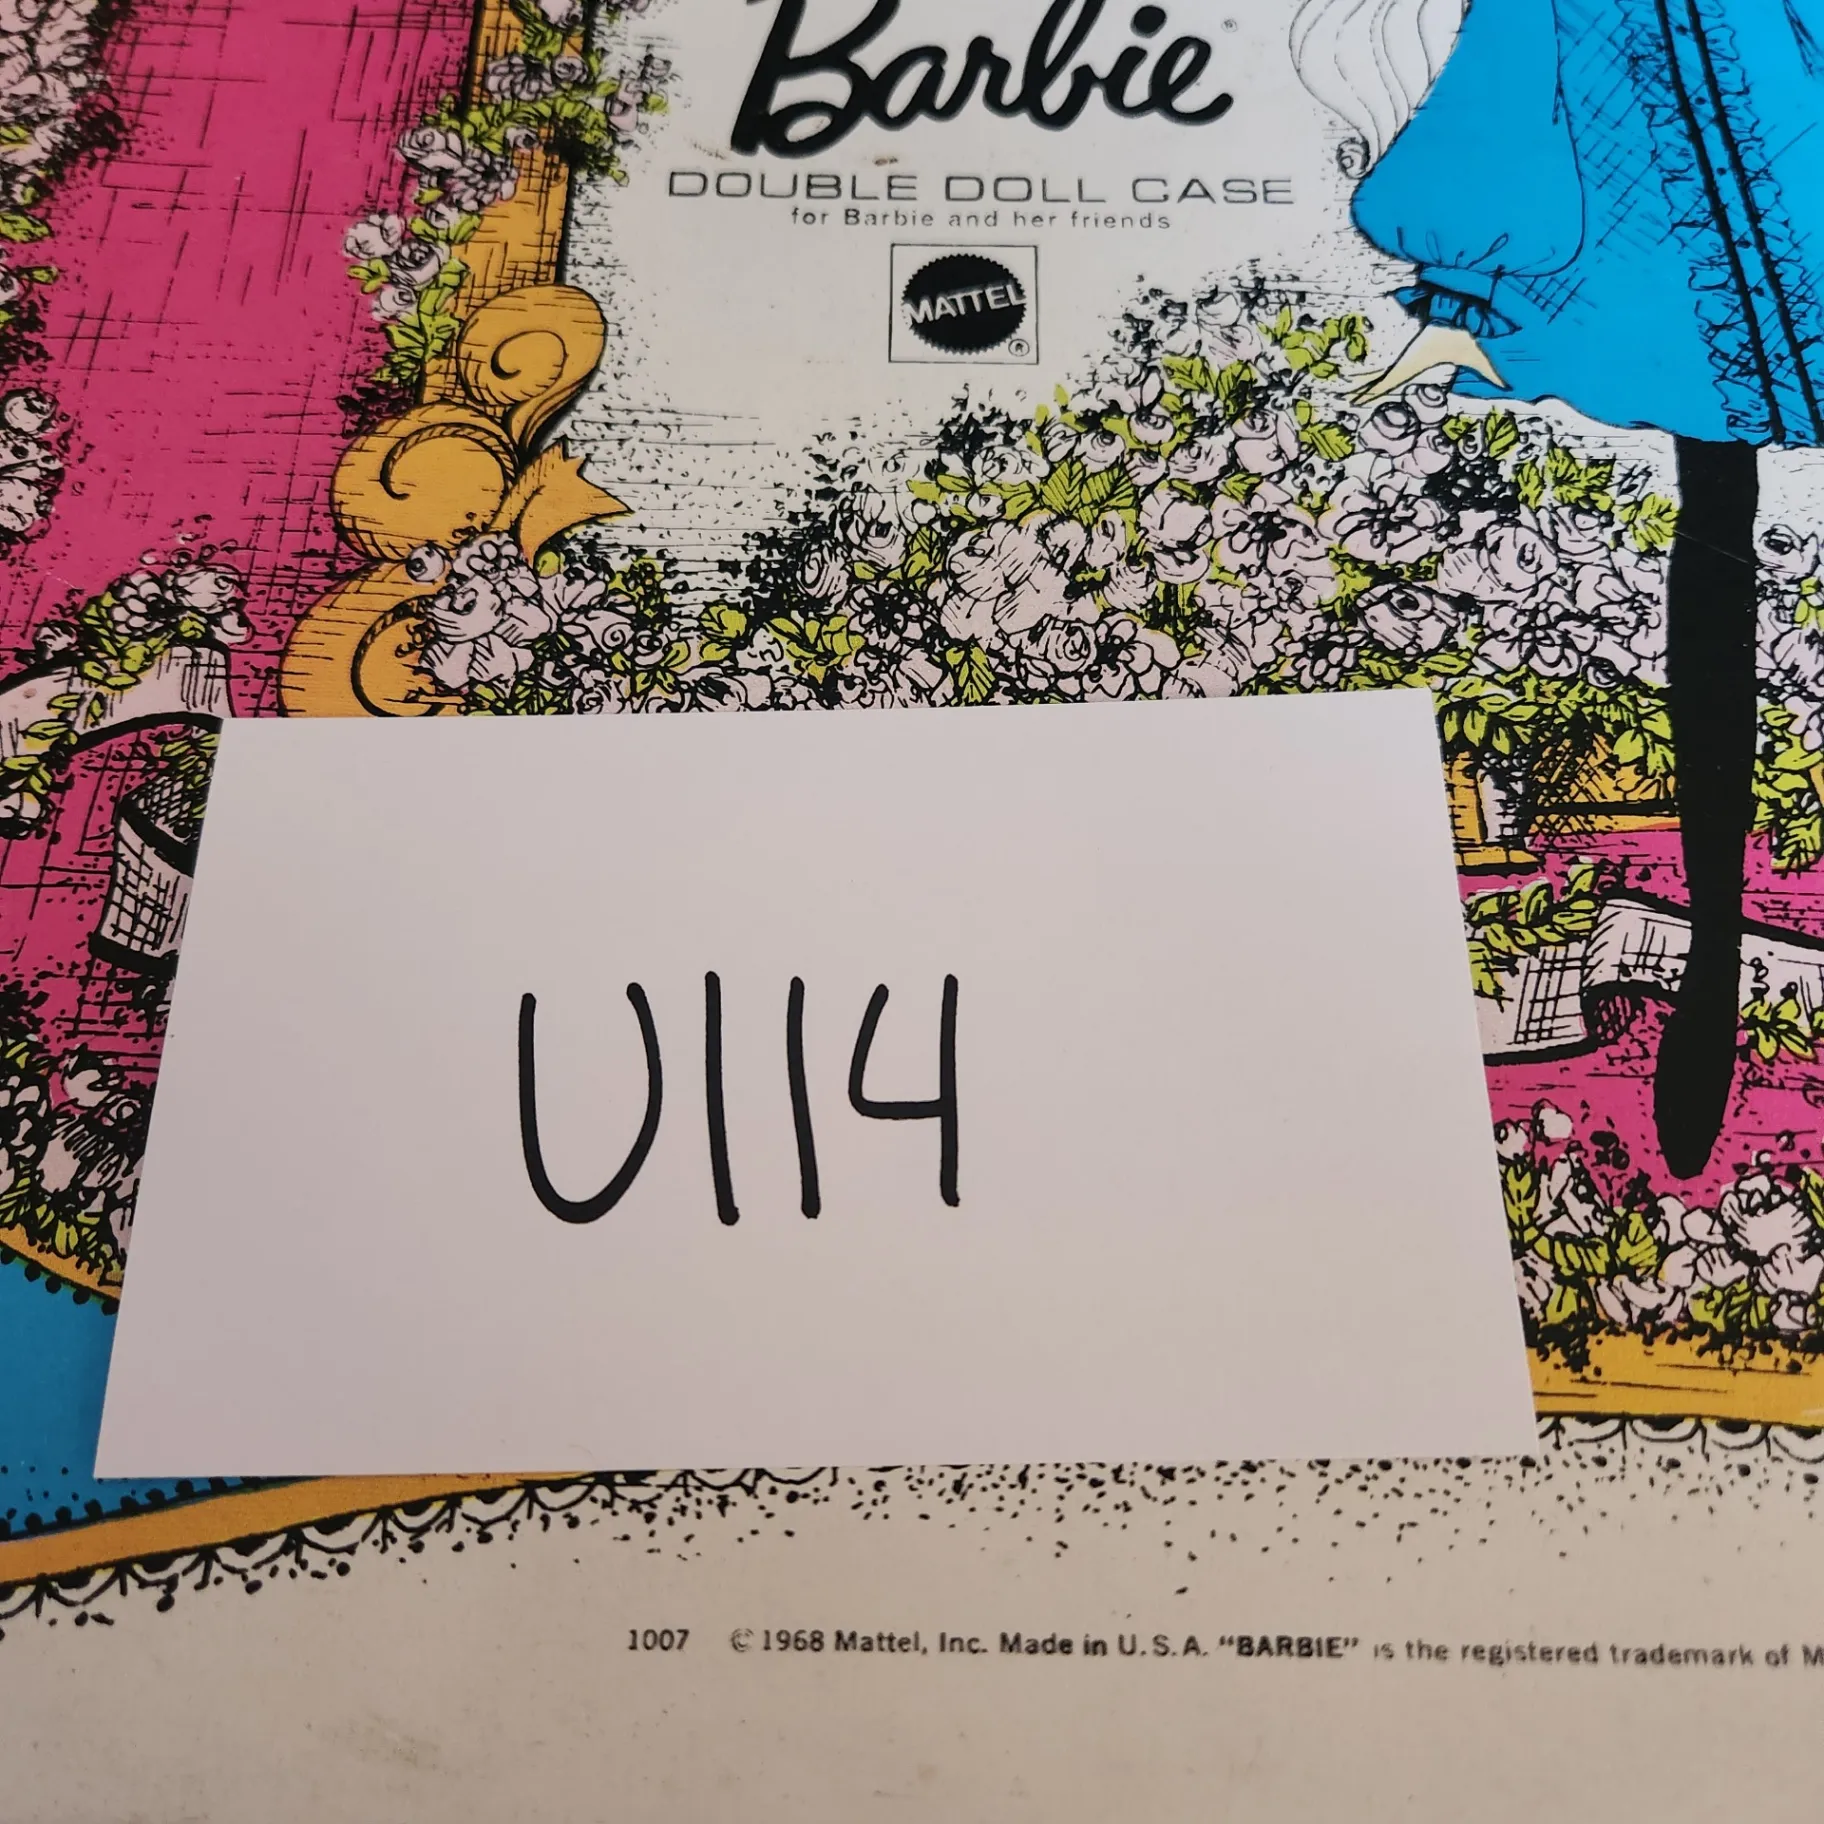 Barbie®
DOUBLE DOLL CASE
for Barbie and her friends
MATTEL
®
U114
1007 © 1968 Mattel, Inc. Made in U.S.A. "BARBIE" is the registered trademark of